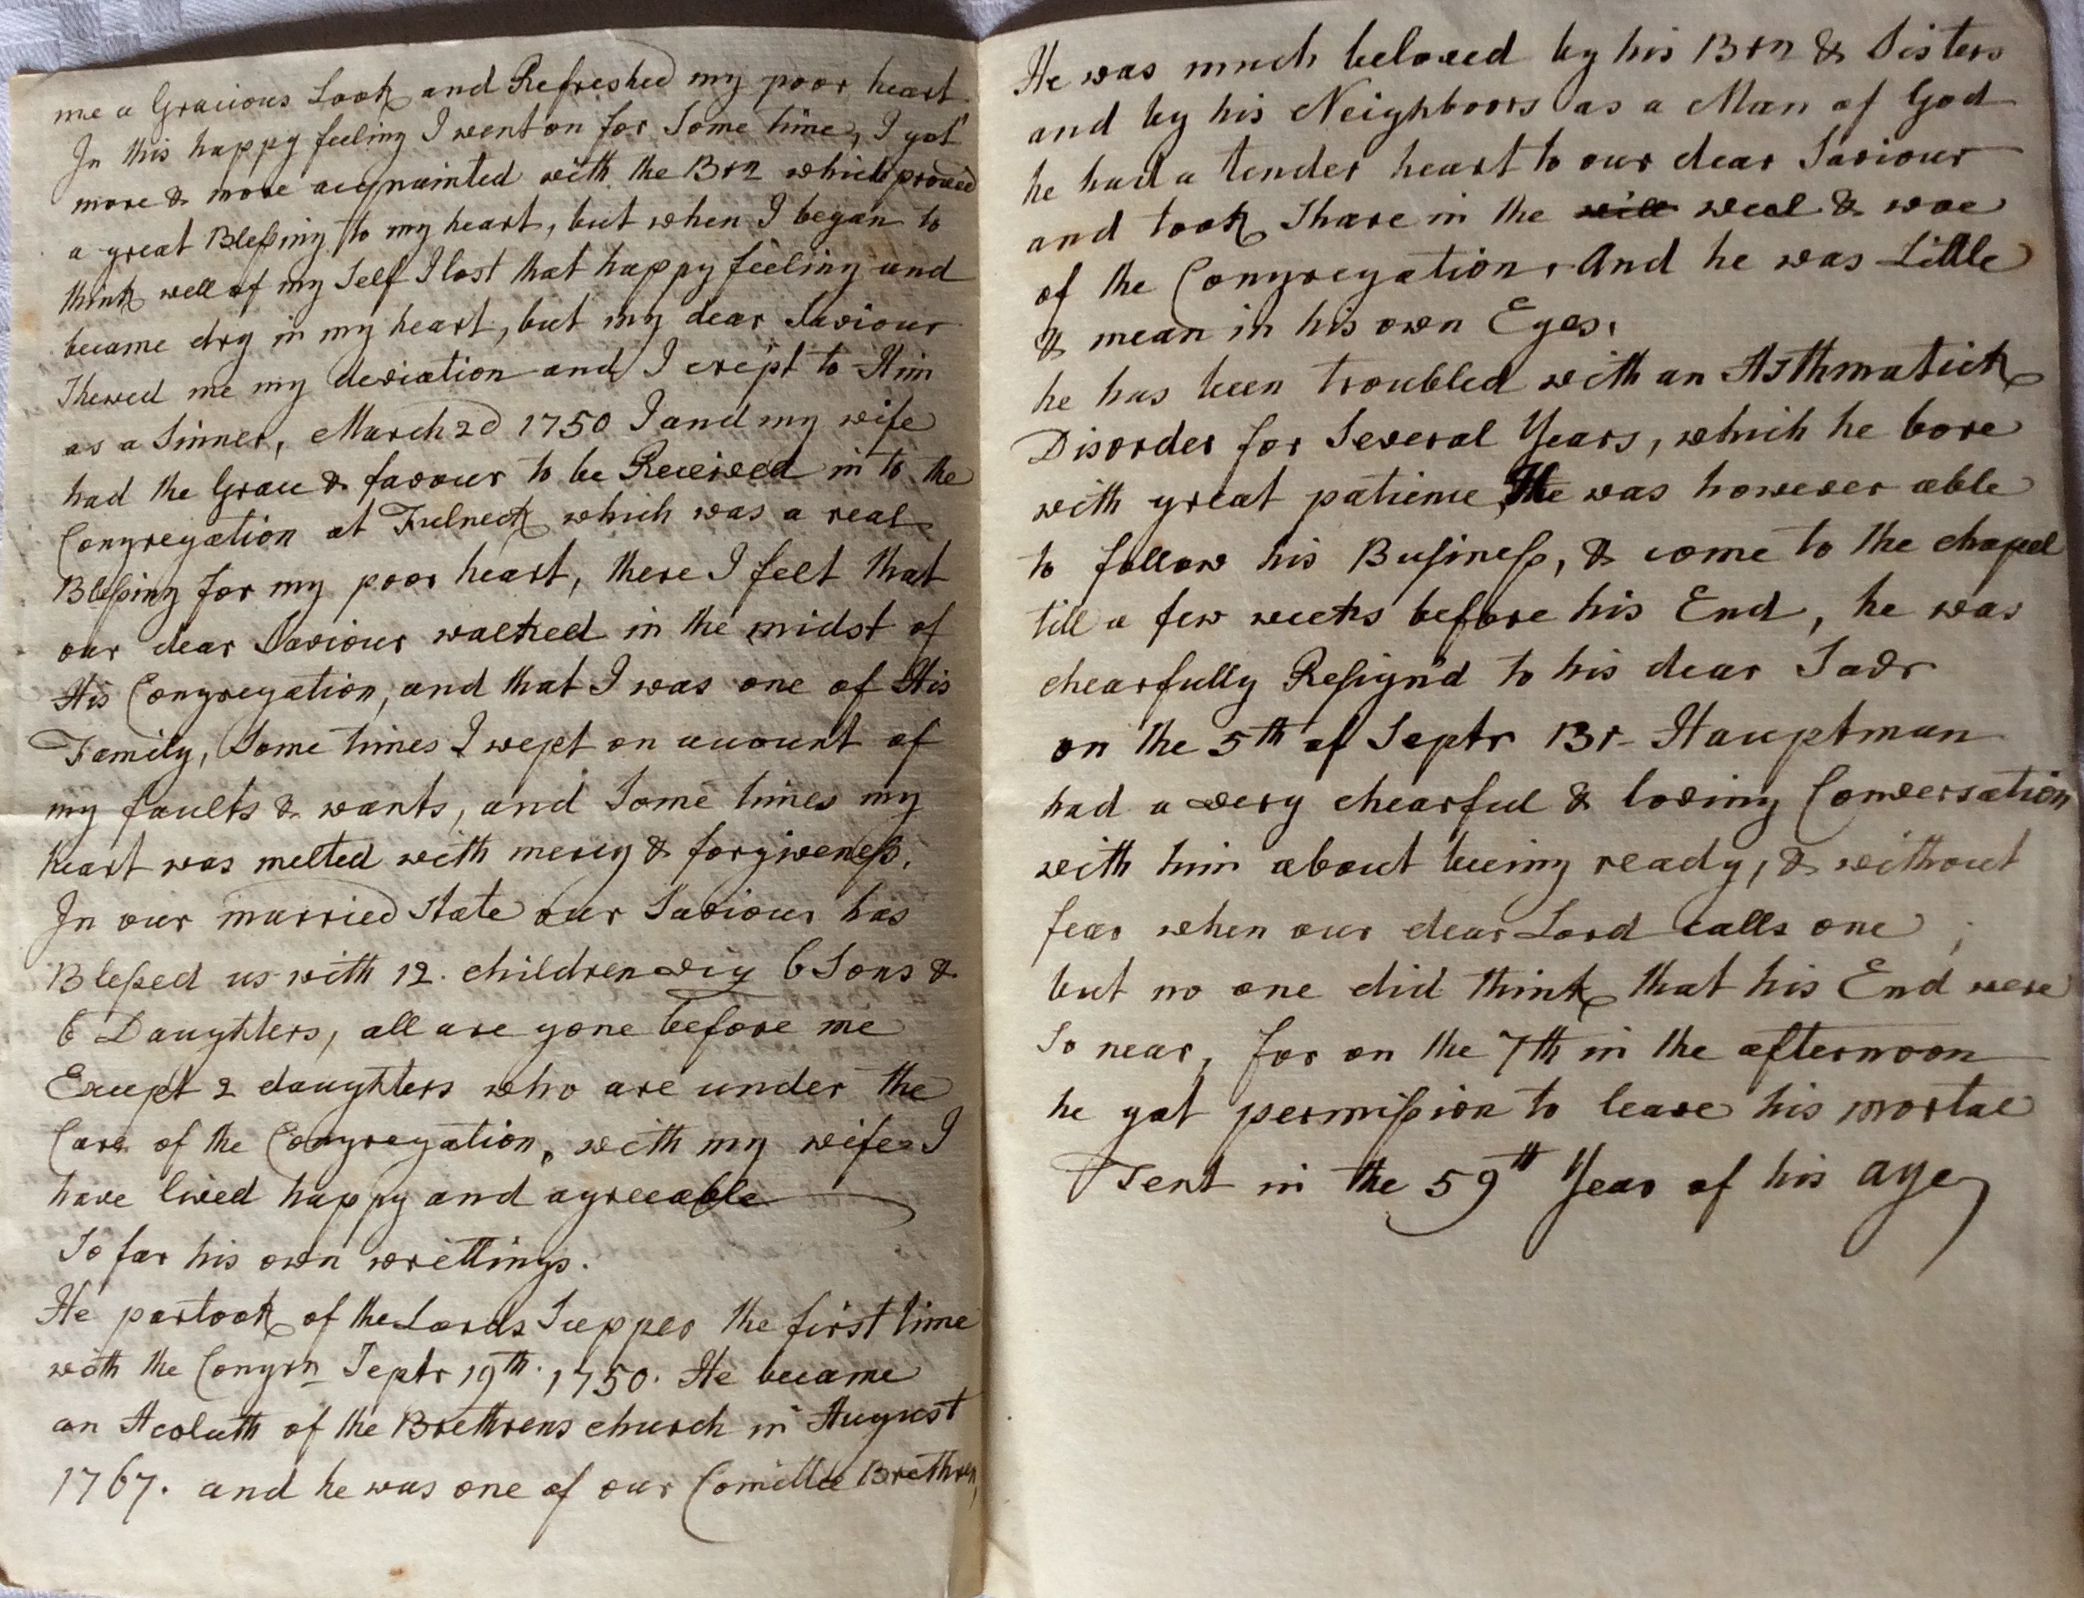 me a Gracious Look and Refreshed my poor heart
In this happy feeling I went on for Some time, I got
more & more acquainted with the Brn which proved
a great Bleſsing to my heart, but when I began to
think well of my Self I lost that happy feeling and
became dry in my heart, but my dear Saviour
Shewed me my deviation and I crept to Him
as a Sinner, March 2d 1750 I and my wife
had the Grace & favour to be Received in to the
Congregation at Fulneck which was a real
Bleſsing for my poor heart, there I felt that
our dear Saviour walked in the midst of
His Congregation, and that I was one of His
Family, Some times I wept on account of
my faults & wants, and Some times my
heart was melted with mercy & forgiveneſs.
In our married State our Saviour has
Bleſsed us with 12. children viz 6 Sons &
6 Daughters, all are gone before me
Except 2 daughters who are under the
Care of the Congregation, with my wife I
have lived happy and agreeable
So far his own writtings.
He partook of the Lords Supper the first time
with the Congrn Septr 19th. 1750. He became
an Acoluth of the Brethrens church in August
1767. and he was one of our Comittee Brethren,
He was much beloved by his Brn & Sisters
and by his Neighboors as a Man of God
he had a tender heart to our dear Saviour
and took Share in the will weal & woe
of the Congregation, And he was Little
& mean in his own Eyes.
he has been troubled with an Asthmatick
Disorder for Several Years, which he bore
with great patience, He was however able
to follow his Buſineſs, & come to the chapel
till a few weeks before his End, he was
chearfully Reſign'd to his dear Savr
on the 5th of Septr Br- Hauptman
had a very chearful & loving Conversation
with him about being ready, & without
fear when our dear Lord calls one ;
but no one did think that his End were
So near, for on the 7th in the afternoon
he got permiſsion to leave his mortal
Tent in the 59th Year of his age